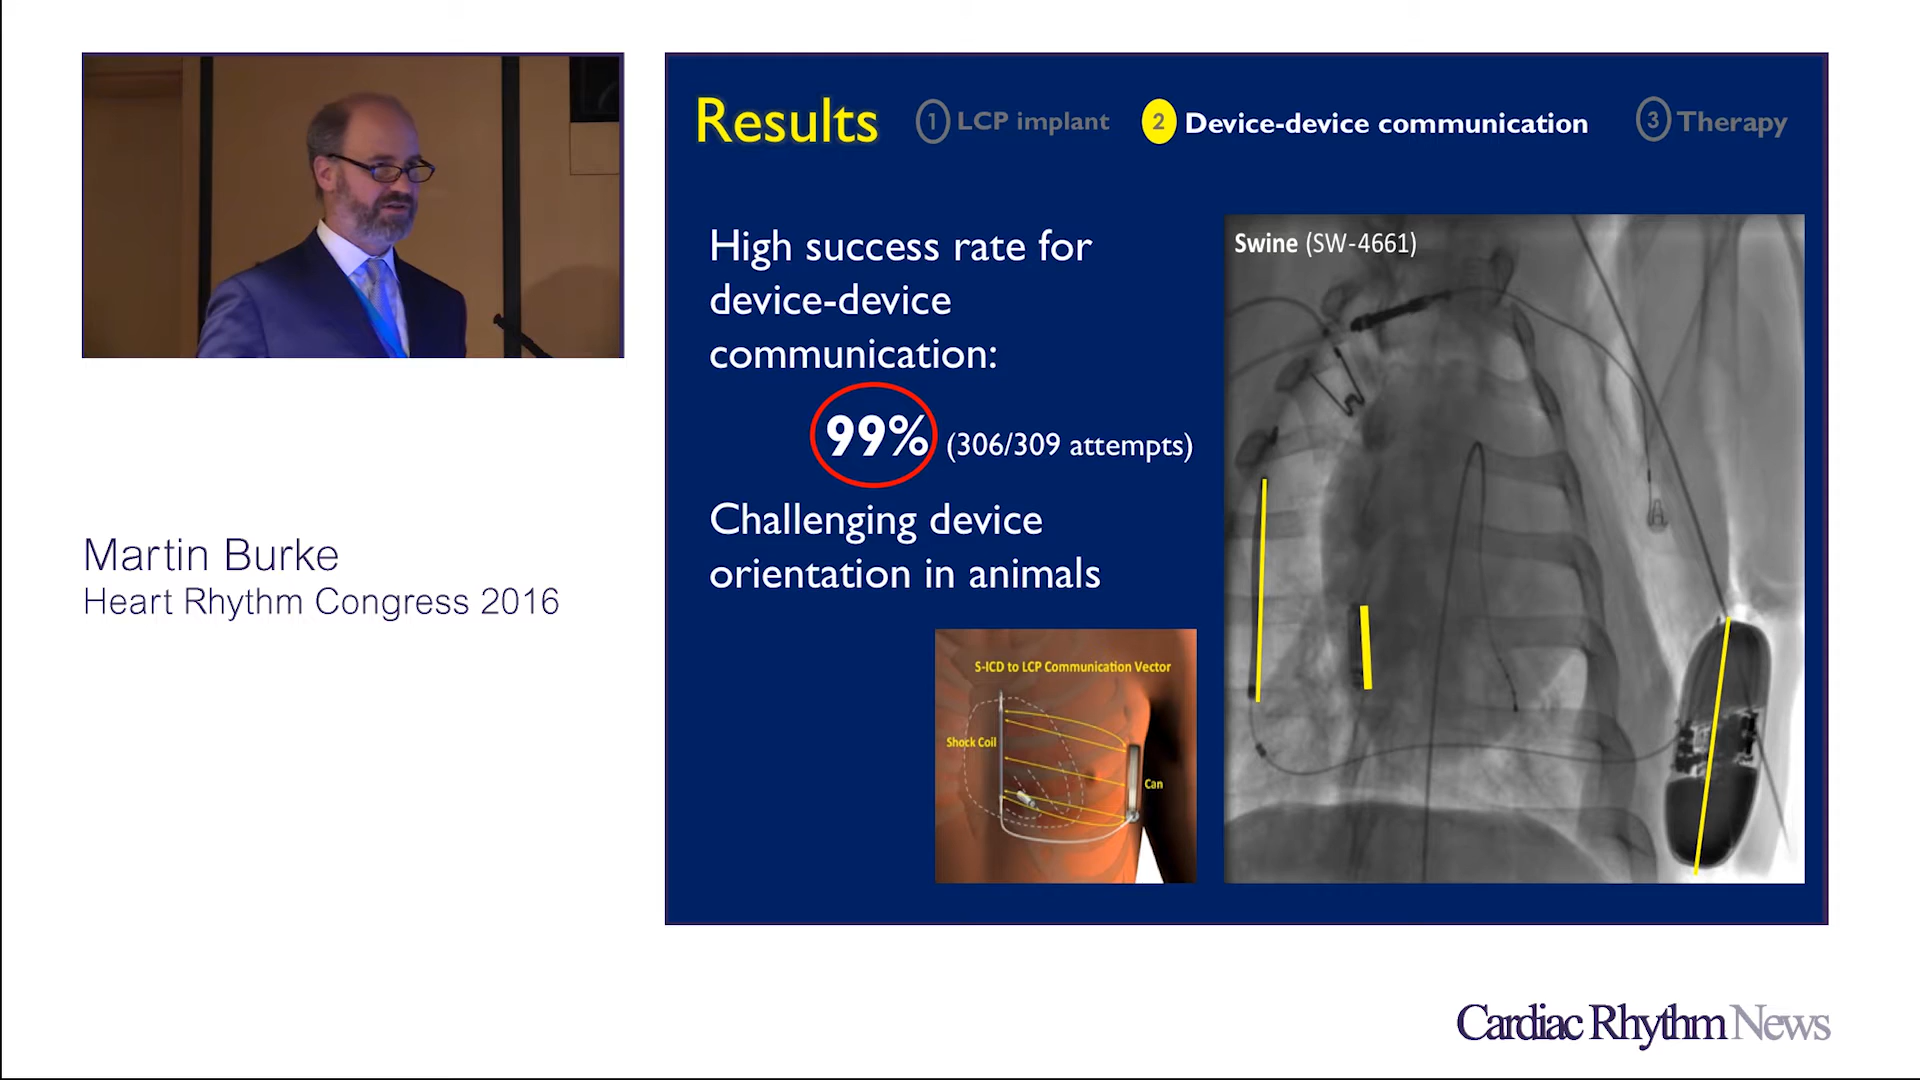 Results
1 LCP implant
2 Device-device communication
3 Therapy
High success rate for
device-device
communication:
99% (306/309 attempts)
Challenging device
orientation in animals
S-ICD to LCP Communication Vector
Shock Coil
Can
Swine (SW-4661)
Martin Burke
Heart Rhythm Congress 2016
Cardiac Rhythm News